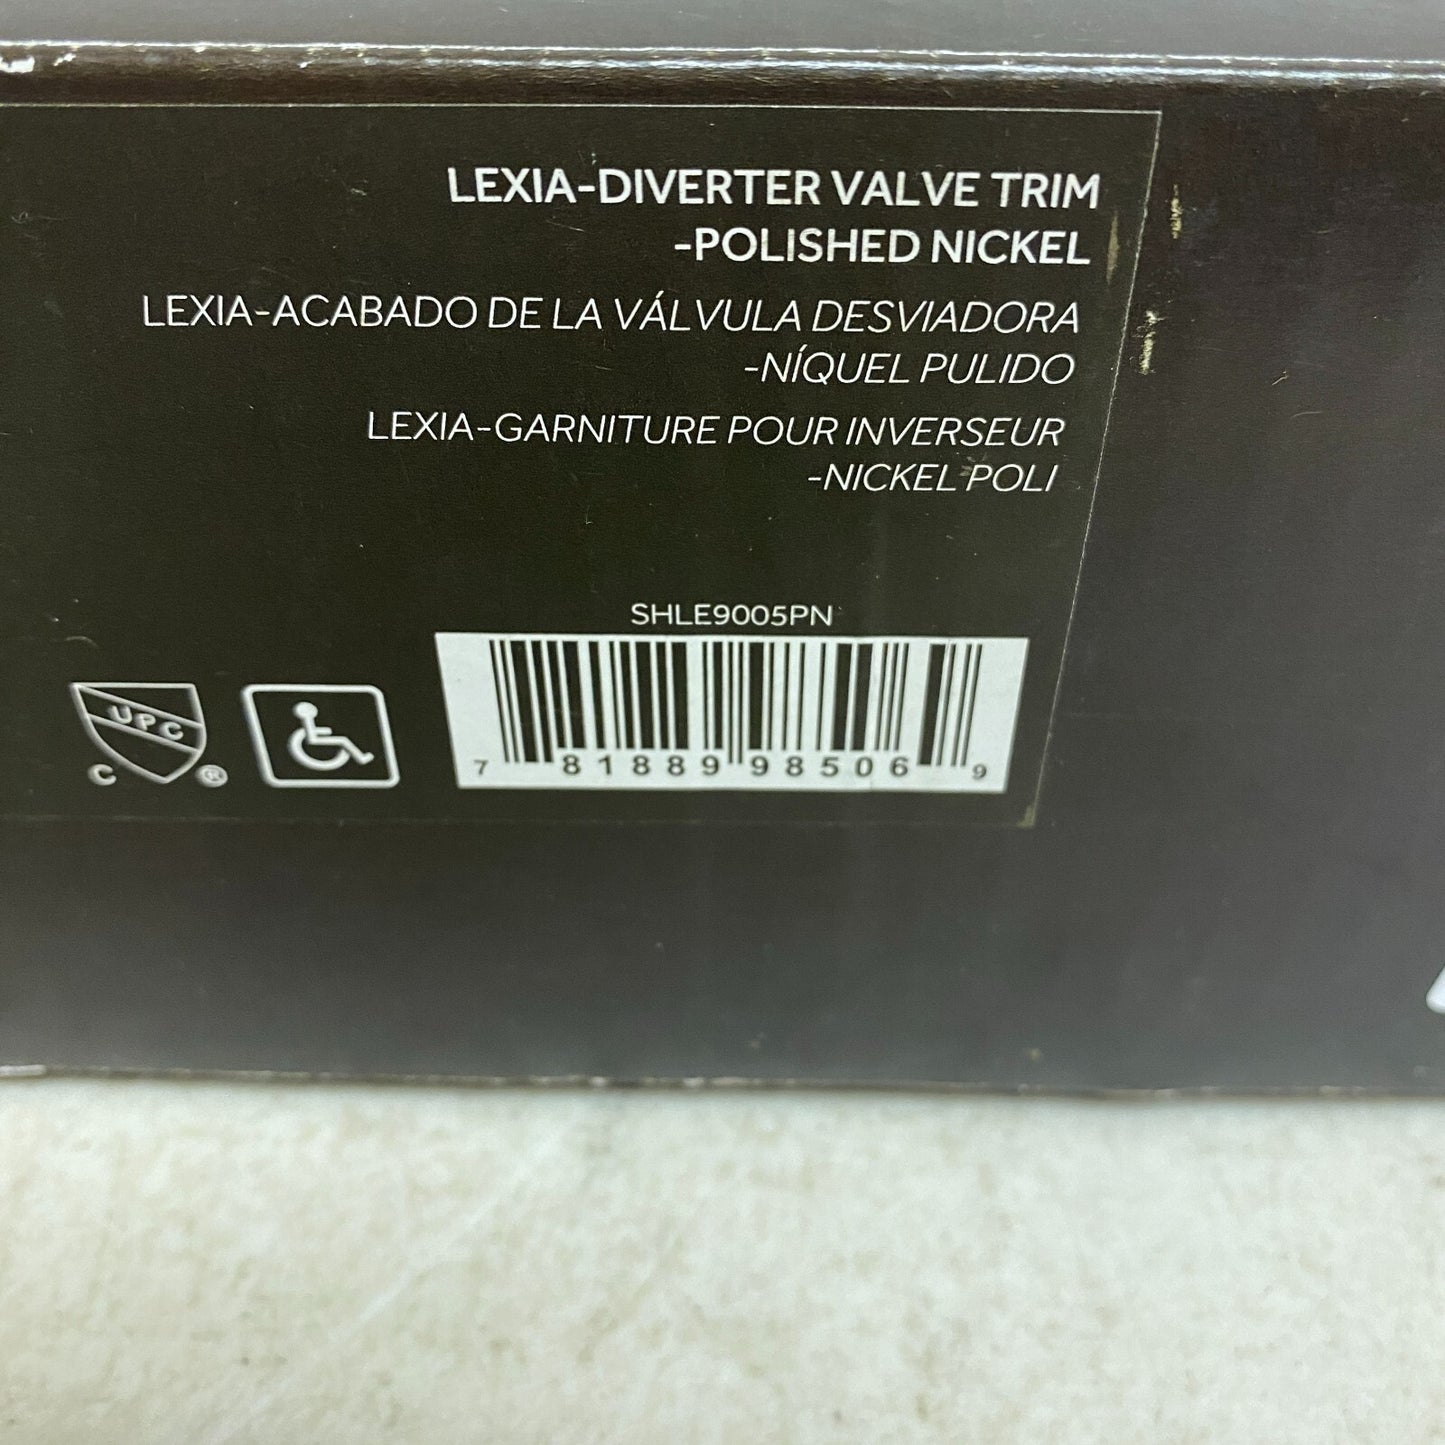 LEXIA-DIVERTER VALVE TRIM
-POLISHED NICKEL
LEXIA-ACABADO DE LA VÁLVULA DESVIADORA
-NÍQUEL PULIDO
LEXIA-GARNITURE POUR INVERSEUR
-NICKEL POLI
SHLE9005PN
UPC
C ®
7 81889 98506 9